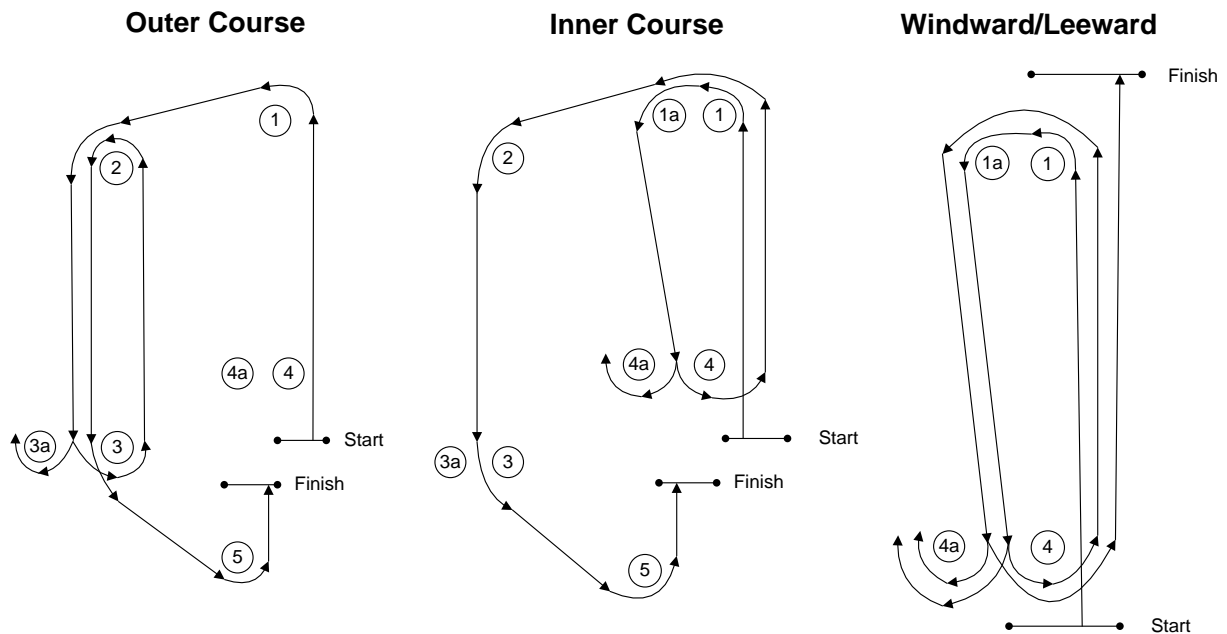 Outer Course
1
2
4a
4
3a
3
Start
Finish
5
Inner Course
1a
1
2
4a
4
3a
3
Start
Finish
5
Windward/Leeward
Finish
1a
1
4a
4
Start